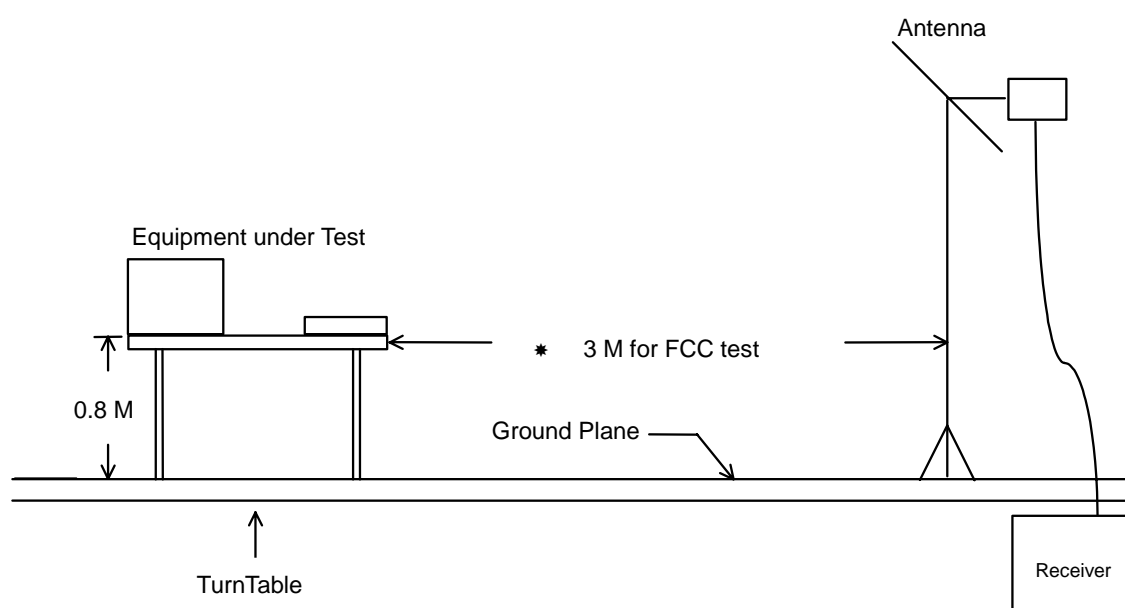 Antenna
Equipment under Test
✷ 3 M for FCC test
0.8 M
Ground Plane
TurnTable
Receiver